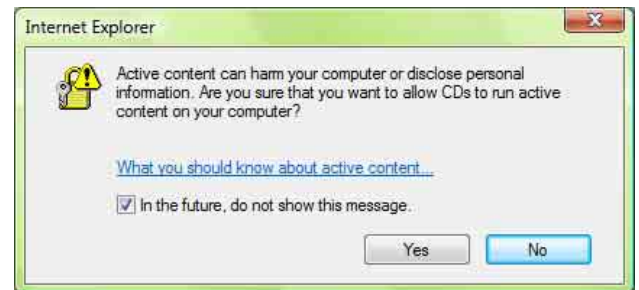 Internet Explorer
Active content can harm your computer or disclose personal
information. Are you sure that you want to allow CDs to run active
content on your computer?
What you should know about active content...
In the future, do not show this message.
Yes No